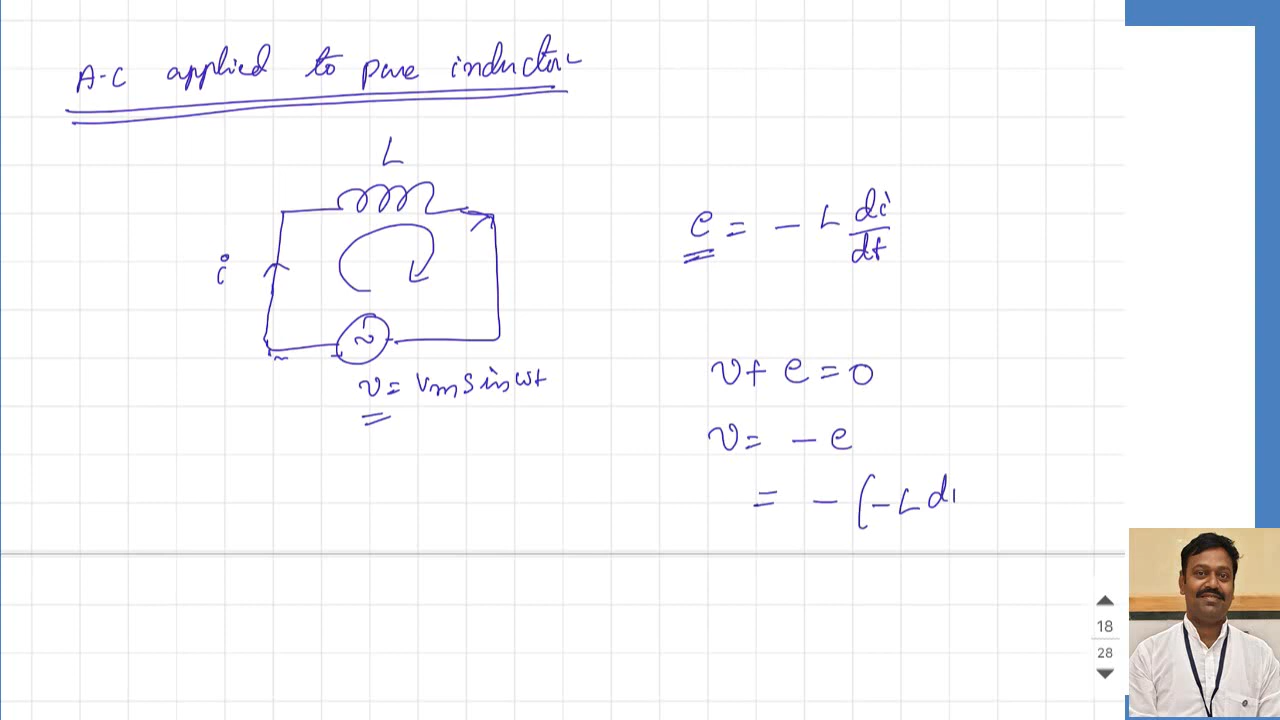 A-C applied to pure inductor
L
i
v = Vm Sin ωt
e = - L di/dt
v + e = 0
v = - e
= - (-L di
18
28